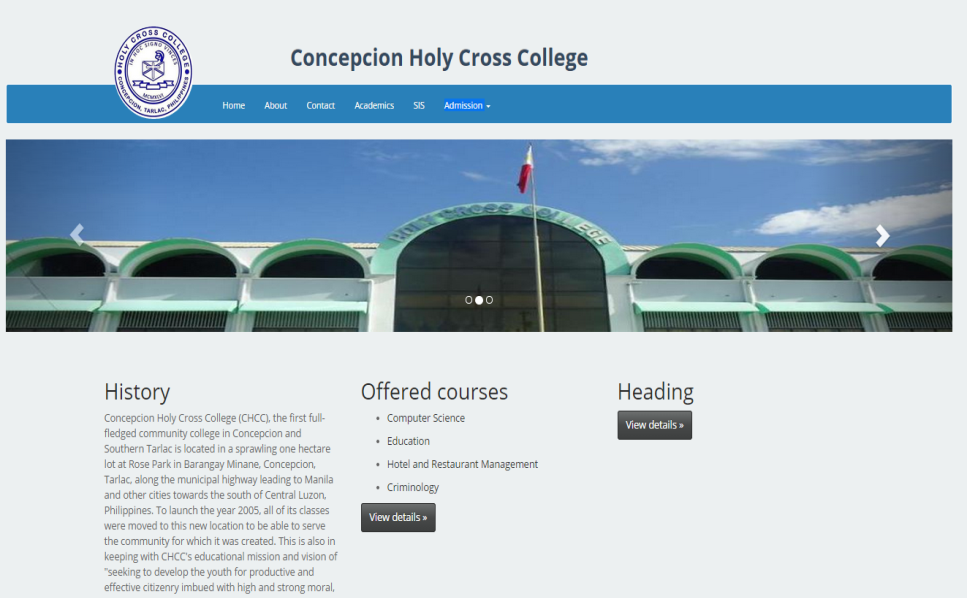 HOLY CROSS COLLEGE
IN HOC SIGNO VINCES
MCMXLVI
CONCEPCION, TARLAC, PHILIPPINES
Concepcion Holy Cross College
Home About Contact Academics SIS Admission
HOLY CROSS COLLEGE
History
Concepcion Holy Cross College (CHCC), the first full-
fledged community college in Concepcion and
Southern Tarlac is located in a sprawling one hectare
lot at Rose Park in Barangay Minane, Concepcion,
Tarlac, along the municipal highway leading to Manila
and other cities towards the south of Central Luzon,
Philippines. To launch the year 2005, all of its classes
were moved to this new location to be able to serve
the community for which it was created. This is also in
keeping with CHCC's educational mission and vision of
"seeking to develop the youth for productive and
effective citizenry imbued with high and strong moral,
Offered courses
• Computer Science
• Education
• Hotel and Restaurant Management
• Criminology
View details »
Heading
View details »